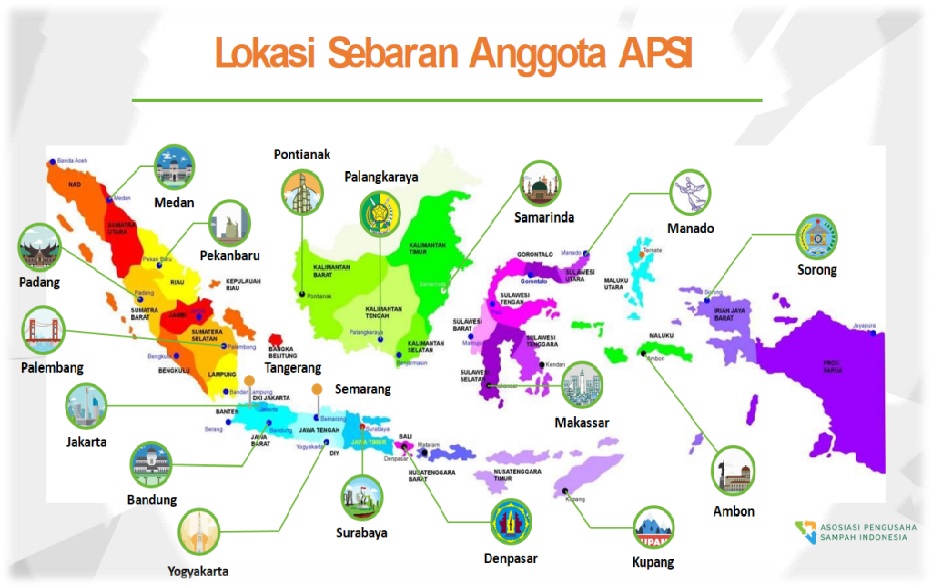 Lokasi Sebaran Anggota APSI
Pontianak
Palangkaraya
Medan
Samarinda
Manado
Pekanbaru
Sorong
Padang
Palembang
Tangerang
Semarang
Jakarta
Makassar
Bandung
Surabaya
Ambon
Yogyakarta
Denpasar
Kupang
Banda Aceh
NAD
Medan
SUMATRA
UTARA
Pekan Baru
RIAU
KEPULAUAN
RIAU
Padang
SUMATRA
BARAT
JAMBI
SUMATERA
SELATAN
Palembang
BANGKA
BELITUNG
Bengkulu
BENGKULU
LAMPUNG
Bandar Lampung
DKI JAKARTA
Jakarta
BANTEN
Serang
Bandung
JAWA
BARAT
JAWA TENGAH
Semarang
Yogyakarta
DIY
Surabaya
JAWA TIMUR
BALI
Denpasar
Mataram
NUSATENGGARA
BARAT
NUSATENGGARA
TIMUR
Kupang
KALIMANTAN
BARAT
Pontianak
KALIMANTAN
TENGAH
Palangkaraya
KALIMANTAN
TIMUR
Samarinda
KALIMANTAN
SELATAN
Banjarmasin
GORONTALO
Gorontalo
Manado
SULAWESI
UTARA
SULAWESI
TENGAH
Palu
SULAWESI
BARAT
Mamuju
SULAWESI
TENGGARA
Kendari
SULAWESI
SELATAN
Makassar
Ternate
MALUKU
UTARA
NALUKU
Ambor
Sorong
IRIAN JAYA
BARAT
Jayapura
PROV
PAPUA
ASOSIASI PENGUSAHA
SAMPAH INDONESIA